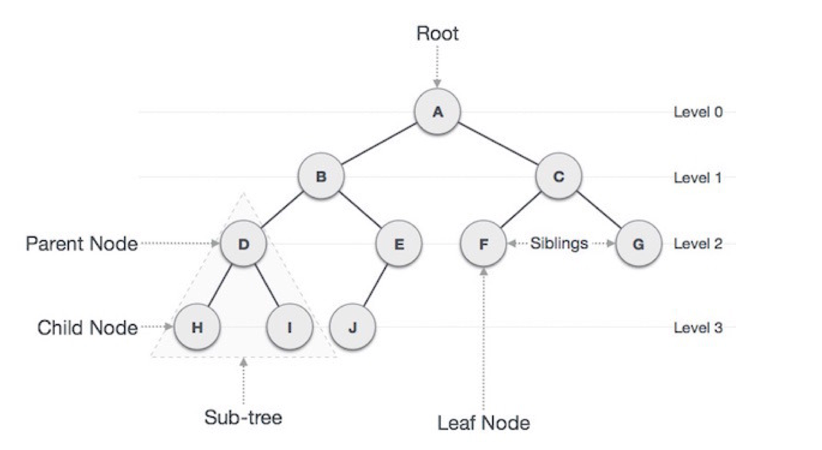 Root
A
Level 0
B
C
Level 1
Parent Node
D
E
F
Siblings
G
Level 2
Child Node
H
I
J
Level 3
Sub-tree
Leaf Node